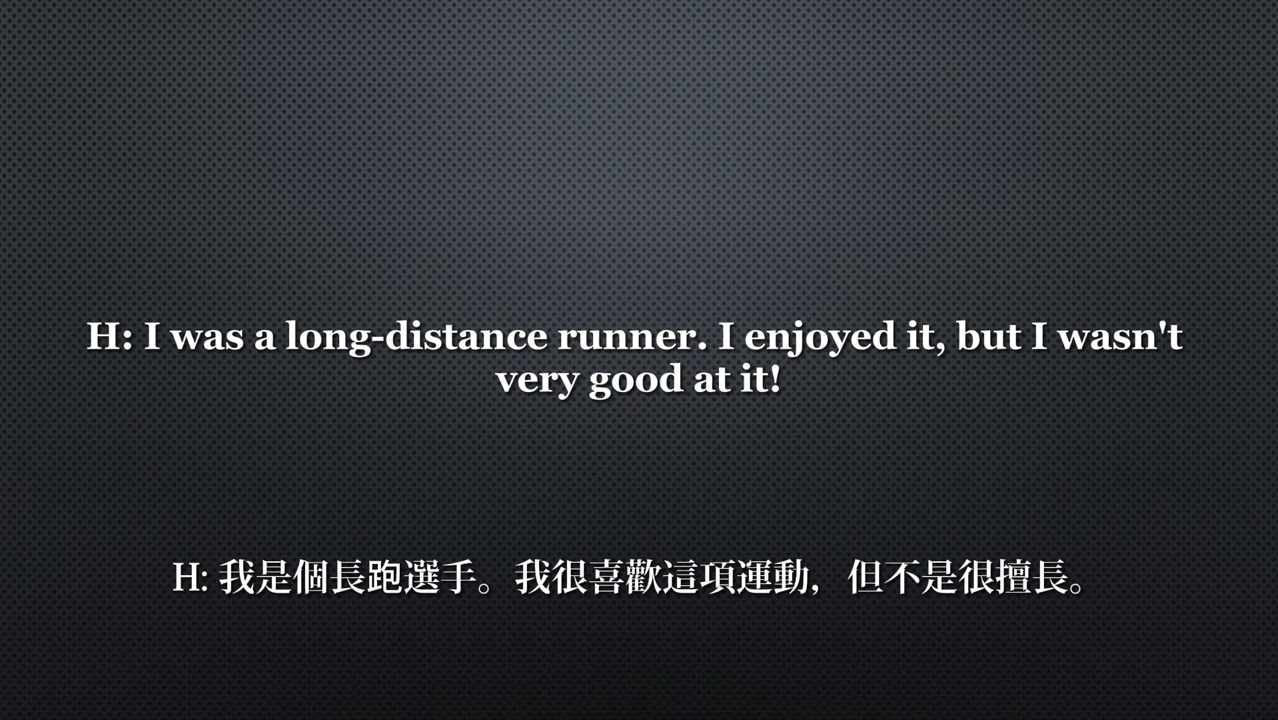 H: I was a long-distance runner. I enjoyed it, but I wasn't
very good at it!
H: 我是個長跑選手。我很喜歡這項運動，但不是很擅長。